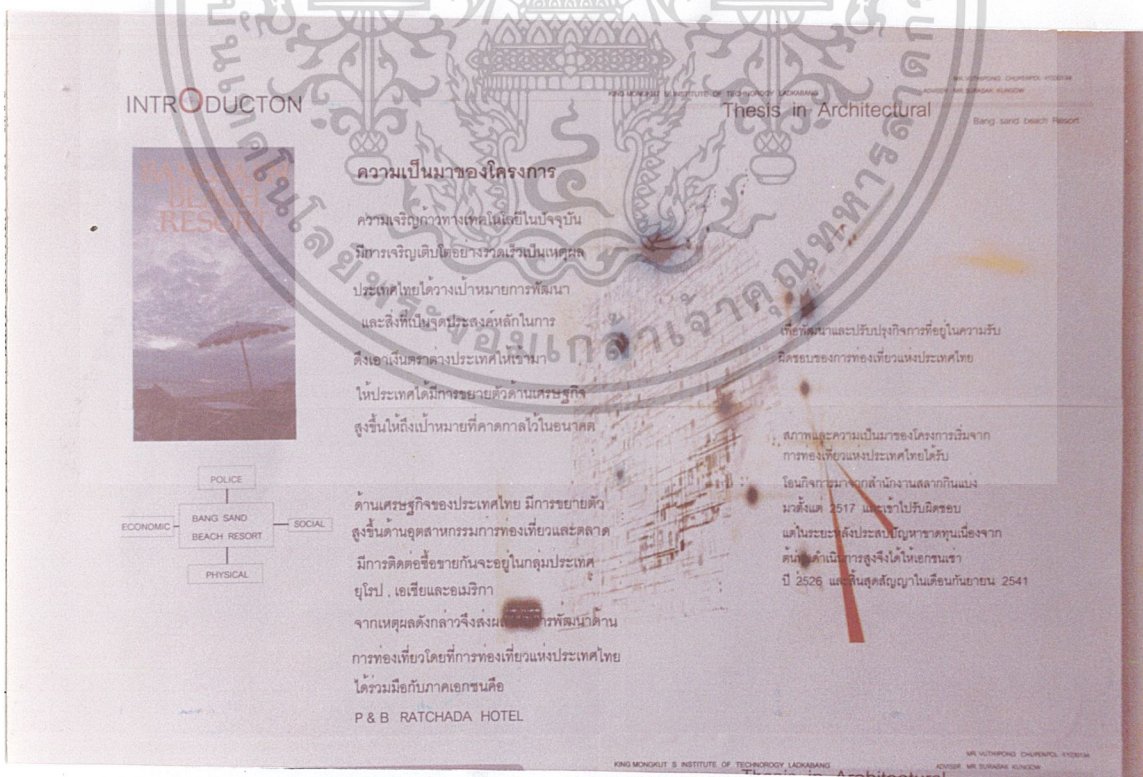 INTRODUCTON
KING MONGKUT S INSTITUTE OF TECHNOROGY LADKABANG
Thesis in Architectural
Bang sand beach Resort
BEACH
RESORT
ความเป็นมาของโครงการ
ความเจริญก้าวทางเทคโนโลยีในปัจจุบัน
มีการเจริญเติบโตอย่างรวดเร็วเป็นเหตุผล
ประเทศไทยได้วางเป้าหมายการพัฒนา
และสิ่งที่เป็นจุดประสงค์หลักในการ
ดึงเอาเงินตราต่างประเทศให้เข้ามา
ให้ประเทศได้มีการขยายตัวด้านเศรษฐกิจ
สูงขึ้นให้ถึงเป้าหมายที่คาดกาลไว้ในอนาคต
POLICE
ECONOMIC
BANG SAND
BEACH RESORT
SOCIAL
PHYSICAL
ด้านเศรษฐกิจของประเทศไทย มีการขยายตัว
สูงขึ้นด้านอุตสาหกรรมการท่องเที่ยวและตลาด
มีการติดต่อซื้อขายกันจะอยู่ในกลุ่มประเทศ
ยุโรป , เอเซียและอเมริกา
จากเหตุผลดังกล่าวจึงส่ง การพัฒนาด้าน
การท่องเที่ยวโดยที่การท่องเที่ยวแห่งประเทศไทย
ได้ร่วมมือกับภาคเอกชนคือ
P & B RATCHADA HOTEL
เพื่อพัฒนาและปรับปรุงกิจการที่อยู่ในความรับ
ผิดชอบของการท่องเที่ยวแห่งประเทศไทย
สภาพและความเป็นมาของโครงการเริ่มจาก
การท่องเที่ยวแห่งประเทศไทยได้รับ
โอนกิจการมาจากสำนักงานสลากกินแบ่ง
มาตั้งแต่ 2517 และเข้าไปรับผิดชอบ
แต่ในระยะหลังประสบปัญหาขาดทุนเนื่องจาก
ต้นทุนดำเนินการสูงจึงได้ให้เอกชนเช่า
ปี 2526 และสิ้นสุดสัญญาในเดือนกันยายน 2541
KING MONGKUT S INSTITUTE OF TECHNOROGY LADKABANG
Thesis in Architectural